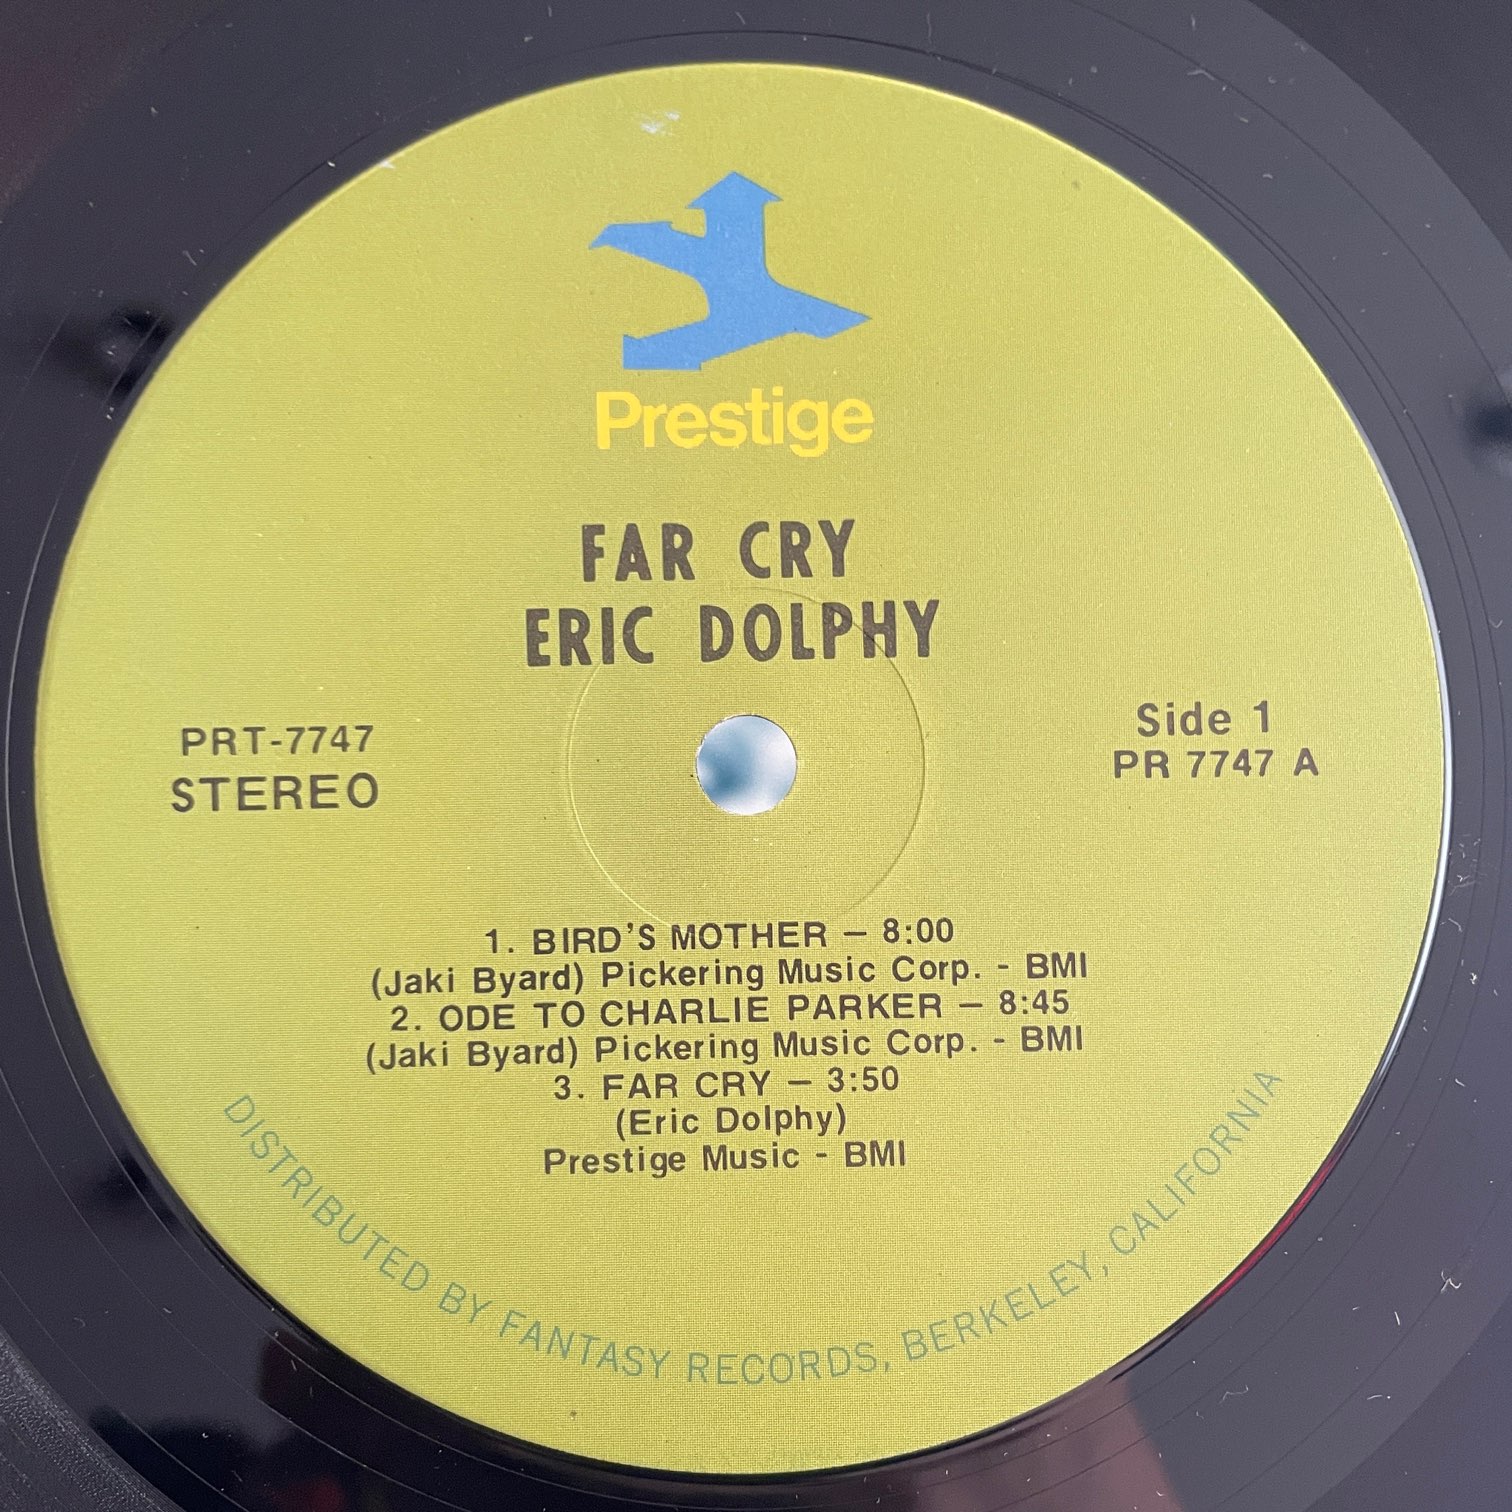 Prestige
FAR CRY
ERIC DOLPHY
PRT-7747
STEREO
Side 1
PR 7747 A
1. BIRD'S MOTHER — 8:00
(Jaki Byard) Pickering Music Corp. - BMI
2. ODE TO CHARLIE PARKER — 8:45
(Jaki Byard) Pickering Music Corp. - BMI
3. FAR CRY — 3:50
(Eric Dolphy)
Prestige Music - BMI
DISTRIBUTED BY FANTASY RECORDS, BERKELEY, CALIFORNIA